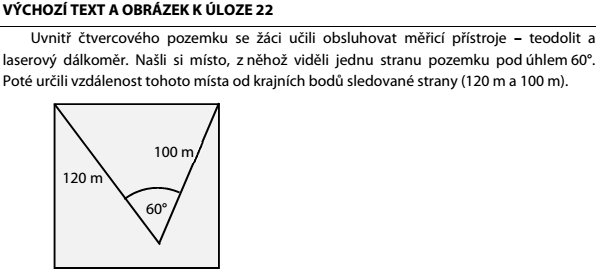 VÝCHOZÍ TEXT A OBRÁZEK K ÚLOZE 22
Uvnitř čtvercového pozemku se žáci učili obsluhovat měřicí přístroje – teodolit a
laserový dálkoměr. Našli si místo, z něhož viděli jednu stranu pozemku pod úhlem 60°.
Poté určili vzdálenost tohoto místa od krajních bodů sledované strany (120 m a 100 m).
100 m
120 m
60°